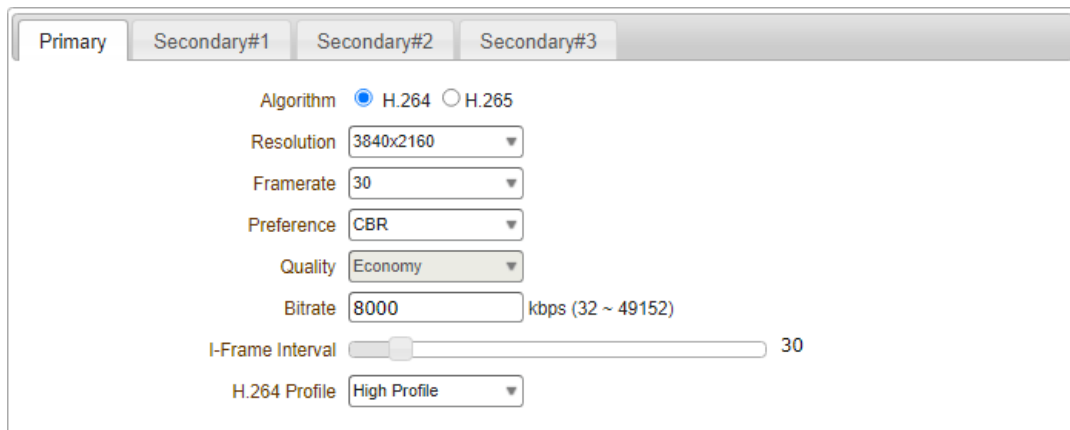 Primary Secondary#1 Secondary#2 Secondary#3
Algorithm H.264 H.265
Resolution 3840x2160
Framerate 30
Preference CBR
Quality Economy
Bitrate 8000 kbps (32 ~ 49152)
I-Frame Interval 30
H.264 Profile High Profile